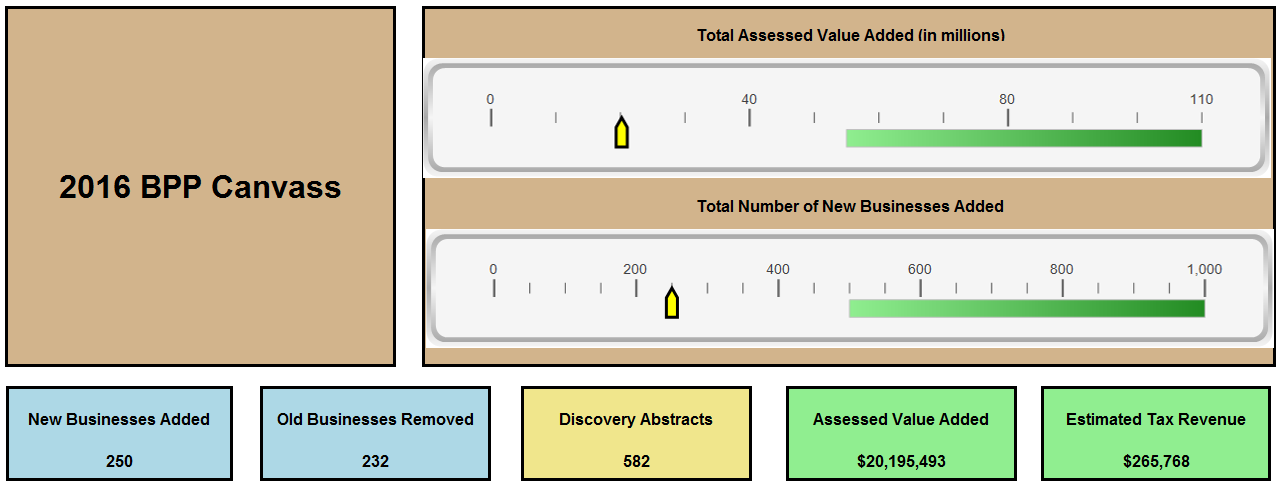 2016 BPP Canvass
Total Assessed Value Added (in millions)
0 40 80 110
Total Number of New Businesses Added
0 200 400 600 800 1,000
New Businesses Added
250
Old Businesses Removed
232
Discovery Abstracts
582
Assessed Value Added
$20,195,493
Estimated Tax Revenue
$265,768